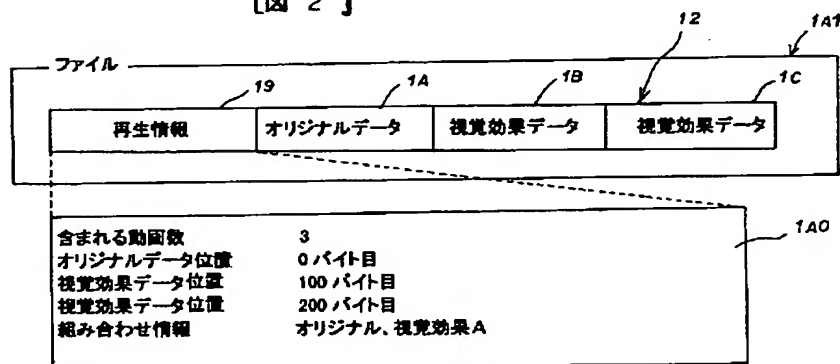 [図 2 】
12
1A1
ファイル
19
1A
1B
1C
再生情報
オリジナルデータ
視覚効果データ
視覚効果データ
1A0
含まれる動画数 3
オリジナルデータ位置 0 バイト目
視覚効果データ位置 100 バイト目
視覚効果データ位置 200 バイト目
組み合わせ情報 オリジナル、視覚効果A